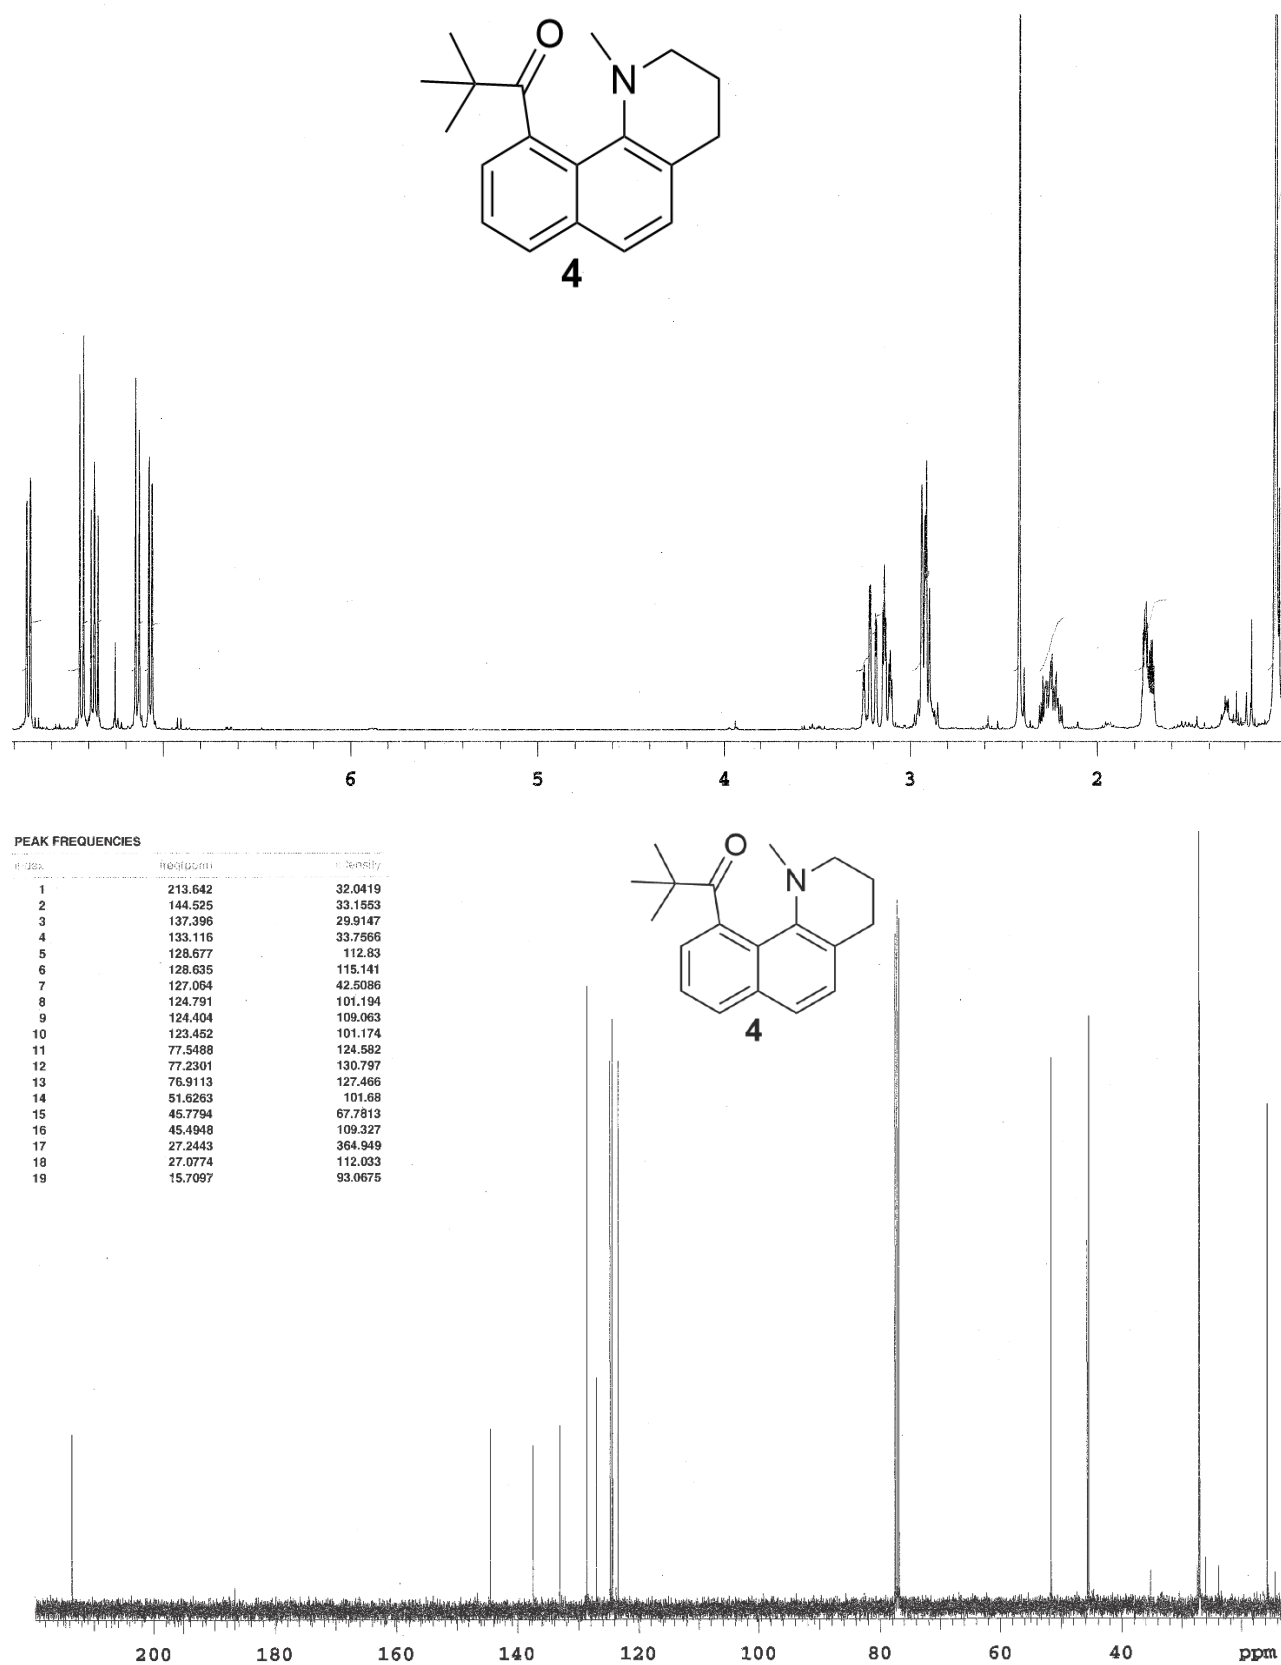 O
N
4
6 5 4 3 2
PEAK FREQUENCIES
1 213.642 32.0419
2 144.525 33.1553
3 137.396 29.9147
4 133.116 33.7566
5 128.677 112.83
6 128.635 115.141
7 127.064 42.5086
8 124.791 101.194
9 124.404 109.063
10 123.452 101.174
11 77.5488 124.582
12 77.2301 130.797
13 76.9113 127.466
14 51.6263 101.68
15 45.7794 67.7813
16 45.4948 109.327
17 27.2443 364.949
18 27.0774 112.033
19 15.7097 93.0675
O
N
4
200 180 160 140 120 100 80 60 40 ppm